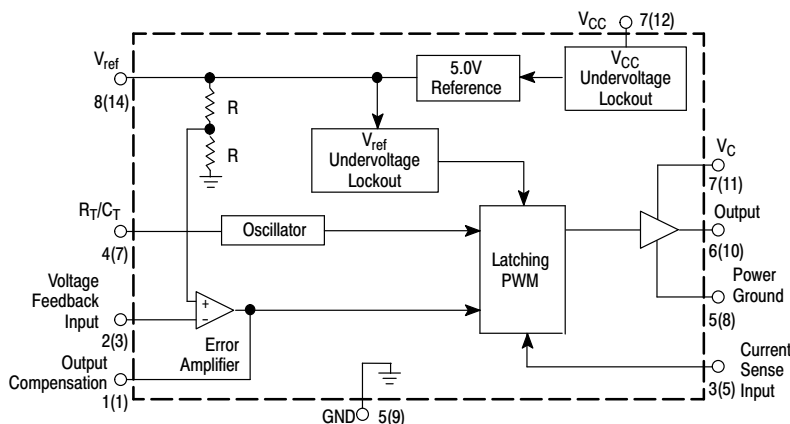 V_CC 7(12)
V_ref
8(14)
5.0V
Reference
V_CC
Undervoltage
Lockout
R
R
V_ref
Undervoltage
Lockout
V_C
7(11)
R_T/C_T
4(7)
Oscillator
Latching
PWM
Output
6(10)
Voltage
Feedback
Input
2(3)
+
−
Error
Amplifier
Power
Ground
5(8)
Output
Compensation
1(1)
GND 5(9)
Current
Sense
Input
3(5)